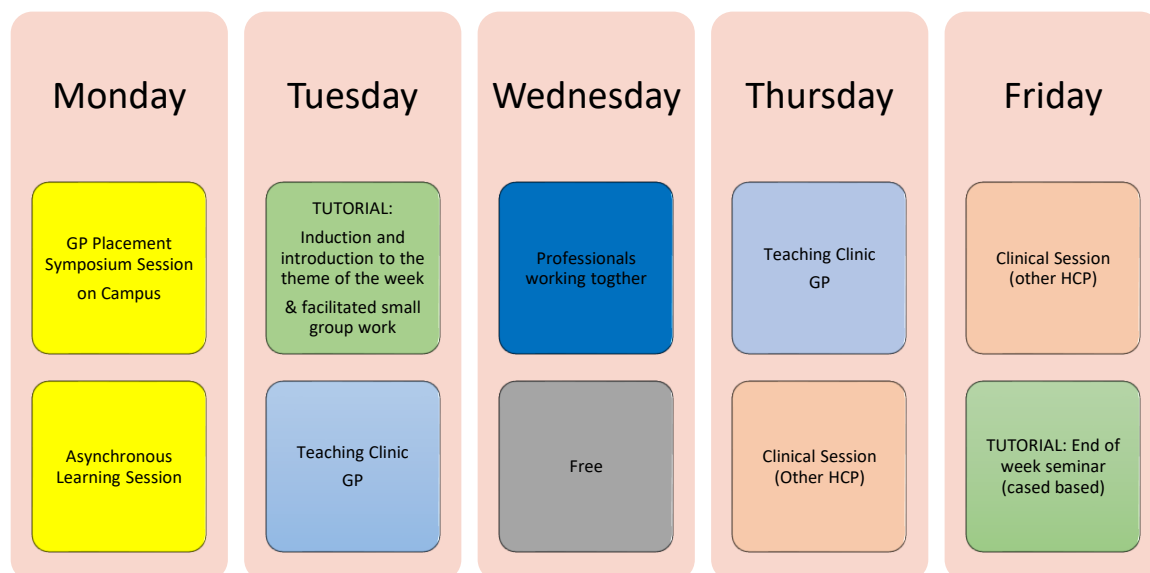 Monday
GP Placement
Symposium Session
on Campus
Asynchronous
Learning Session
Tuesday
TUTORIAL:
Induction and
introduction to the
theme of the week
& facilitated small
group work
Teaching Clinic
GP
Wednesday
Professionals
working togther
Free
Thursday
Teaching Clinic
GP
Clinical Session
(Other HCP)
Friday
Clinical Session
(other HCP)
TUTORIAL: End of
week seminar
(cased based)